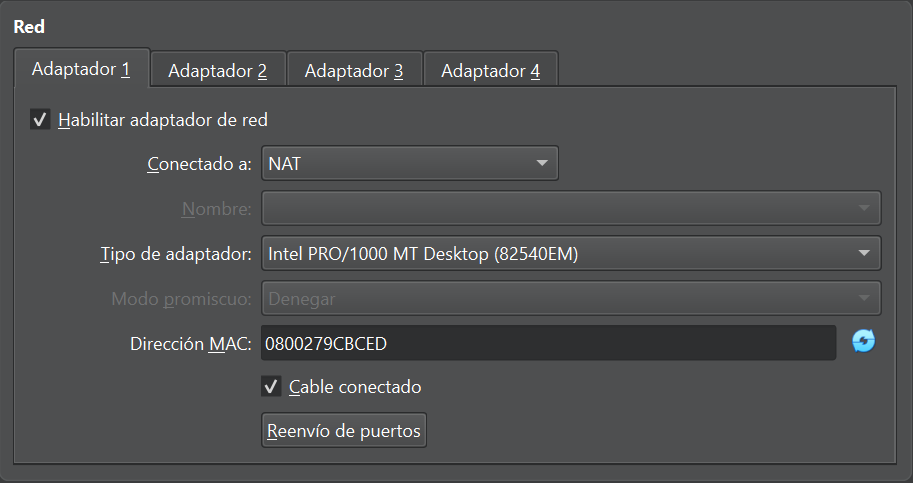 Red
Adaptador 1 Adaptador 2 Adaptador 3 Adaptador 4
Habilitar adaptador de red
Conectado a: NAT
Nombre:
Tipo de adaptador: Intel PRO/1000 MT Desktop (82540EM)
Modo promiscuo: Denegar
Dirección MAC: 0800279CBCED
Cable conectado
Reenvío de puertos